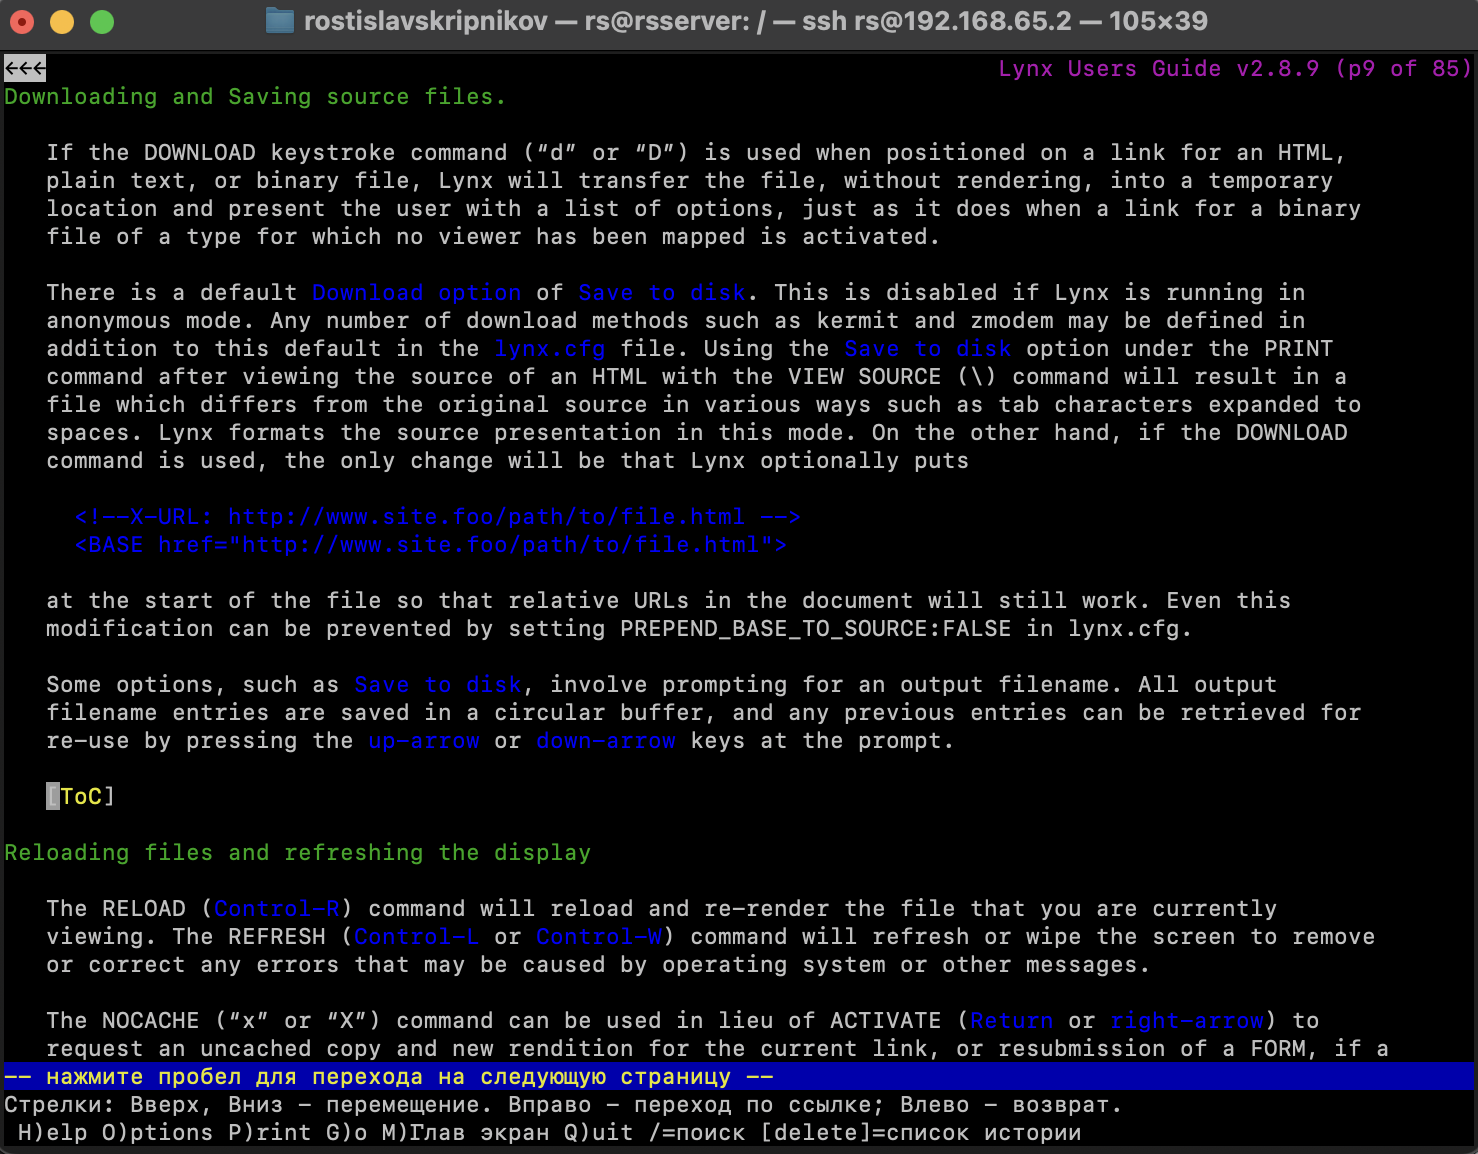 rostislavskripnikov — rs@rsserver: / — ssh rs@192.168.65.2 — 105×39
←←← Lynx Users Guide v2.8.9 (p9 of 85)
Downloading and Saving source files.
If the DOWNLOAD keystroke command (“d” or “D”) is used when positioned on a link for an HTML,
plain text, or binary file, Lynx will transfer the file, without rendering, into a temporary
location and present the user with a list of options, just as it does when a link for a binary
file of a type for which no viewer has been mapped is activated.
There is a default Download option of Save to disk. This is disabled if Lynx is running in
anonymous mode. Any number of download methods such as kermit and zmodem may be defined in
addition to this default in the lynx.cfg file. Using the Save to disk option under the PRINT
command after viewing the source of an HTML with the VIEW SOURCE (\) command will result in a
file which differs from the original source in various ways such as tab characters expanded to
spaces. Lynx formats the source presentation in this mode. On the other hand, if the DOWNLOAD
command is used, the only change will be that Lynx optionally puts
<!--X-URL: http://www.site.foo/path/to/file.html -->
<BASE href="http://www.site.foo/path/to/file.html">
at the start of the file so that relative URLs in the document will still work. Even this
modification can be prevented by setting PREPEND_BASE_TO_SOURCE:FALSE in lynx.cfg.
Some options, such as Save to disk, involve prompting for an output filename. All output
filename entries are saved in a circular buffer, and any previous entries can be retrieved for
re-use by pressing the up-arrow or down-arrow keys at the prompt.
[ToC]
Reloading files and refreshing the display
The RELOAD (Control-R) command will reload and re-render the file that you are currently
viewing. The REFRESH (Control-L or Control-W) command will refresh or wipe the screen to remove
or correct any errors that may be caused by operating system or other messages.
The NOCACHE (“x” or “X”) command can be used in lieu of ACTIVATE (Return or right-arrow) to
request an uncached copy and new rendition for the current link, or resubmission of a FORM, if a
-- нажмите пробел для перехода на следующую страницу --
Стрелки: Вверх, Вниз - перемещение. Вправо - переход по ссылке; Влево - возврат.
H)elp O)ptions P)rint G)o M)Глав экран Q)uit /=поиск [delete]=список истории